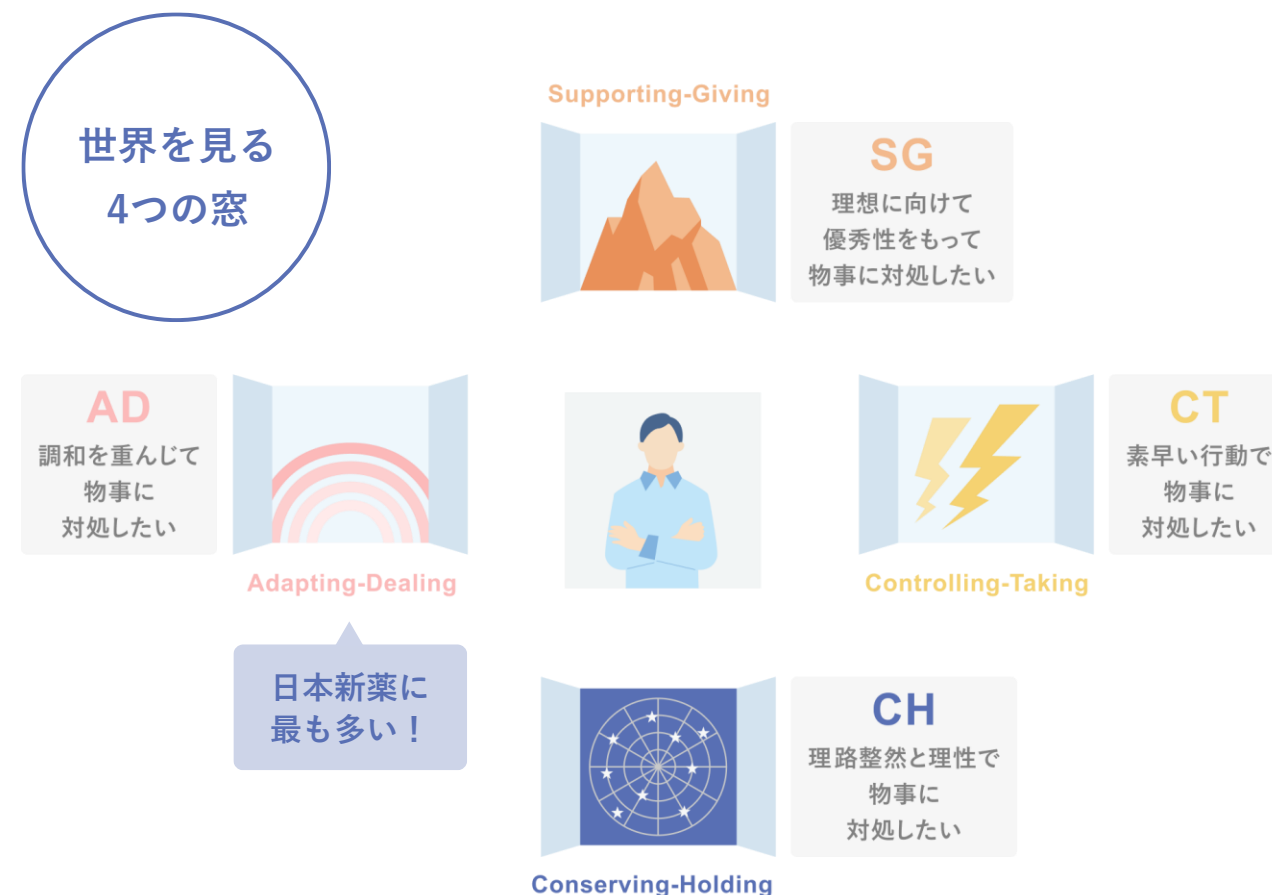 世界を見る
4つの窓
Supporting-Giving
SG
理想に向けて
優秀性をもって
物事に対処したい
AD
調和を重んじて
物事に
対処したい
Adapting-Dealing
日本新薬に
最も多い！
CT
素早い行動で
物事に
対処したい
Controlling-Taking
CH
理路整然と理性で
物事に
対処したい
Conserving-Holding